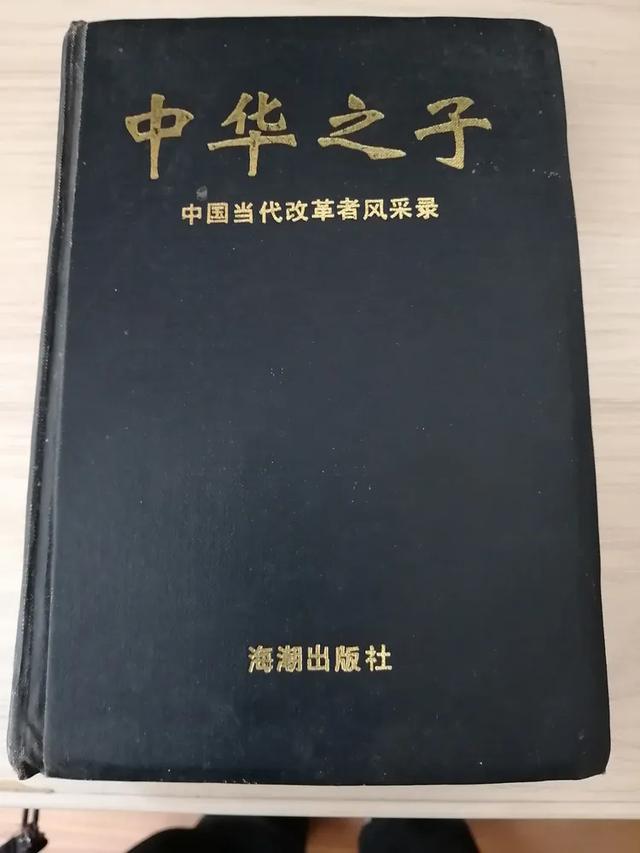 中华之子
中国当代改革者风采录
海潮出版社